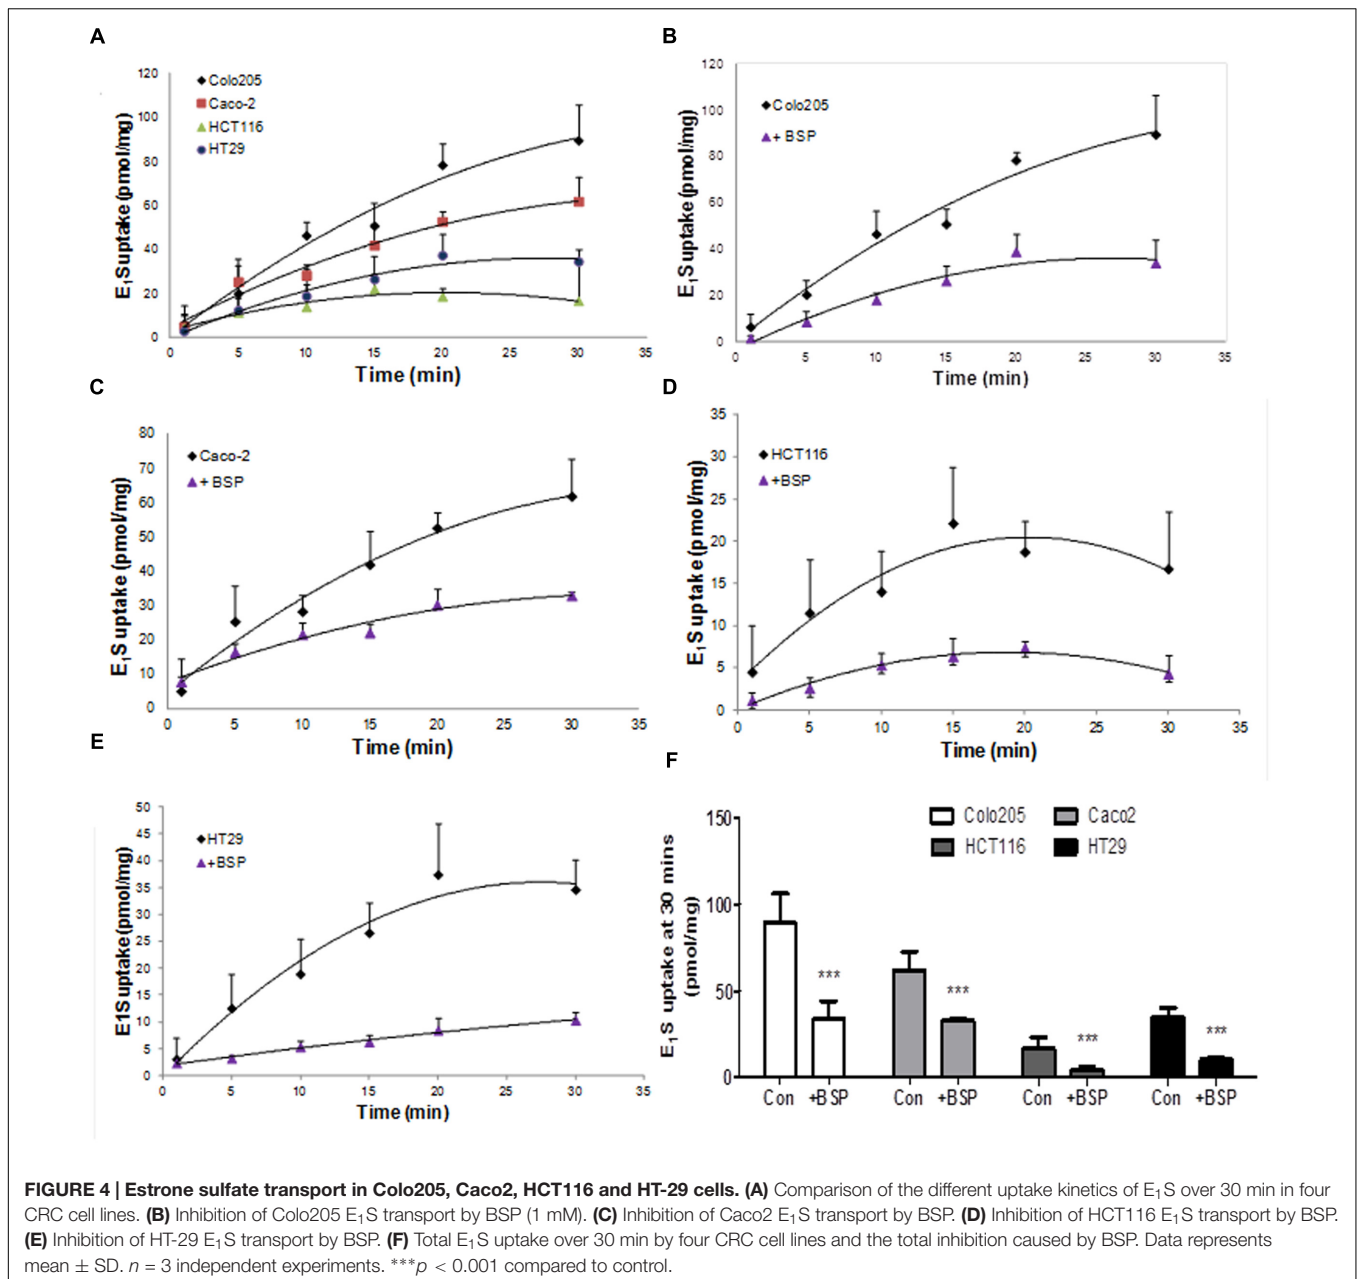 A
120
100
80
60
40
20
0
E₁Suptake (pmol/mg)
Colo205
Caco-2
HCT116
HT29
0 5 10 15 20 25 30 35
Time (min)
B
120
100
80
60
40
20
0
E₁Suptake (pmol/mg)
Colo205
+ BSP
0 5 10 15 20 25 30 35
Time (min)
C
80
70
60
50
40
30
20
10
0
E₁S uptake (pmol/mg)
Caco-2
+ BSP
0 5 10 15 20 25 30 35
Time (min)
D
35
30
25
20
15
10
5
0
E₁S uptake (pmol/mg)
HCT116
+BSP
0 5 10 15 20 25 30 35
Time (min)
E
50
45
40
35
30
25
20
15
10
5
0
E1S uptake (pmol/mg)
HT29
+BSP
0 5 10 15 20 25 30 35
Time (min)
F
150
100
50
0
E₁S uptake at 30 mins
(pmol/mg)
Colo205 Caco2
HCT116 HT29
*** *** *** ***
Con +BSP Con +BSP Con +BSP Con +BSP
FIGURE 4 | Estrone sulfate transport in Colo205, Caco2, HCT116 and HT-29 cells. (A) Comparison of the different uptake kinetics of E₁S over 30 min in four
CRC cell lines. (B) Inhibition of Colo205 E₁S transport by BSP (1 mM). (C) Inhibition of Caco2 E₁S transport by BSP. (D) Inhibition of HCT116 E₁S transport by BSP.
(E) Inhibition of HT-29 E₁S transport by BSP. (F) Total E₁S uptake over 30 min by four CRC cell lines and the total inhibition caused by BSP. Data represents
mean ± SD. n = 3 independent experiments. ***p < 0.001 compared to control.